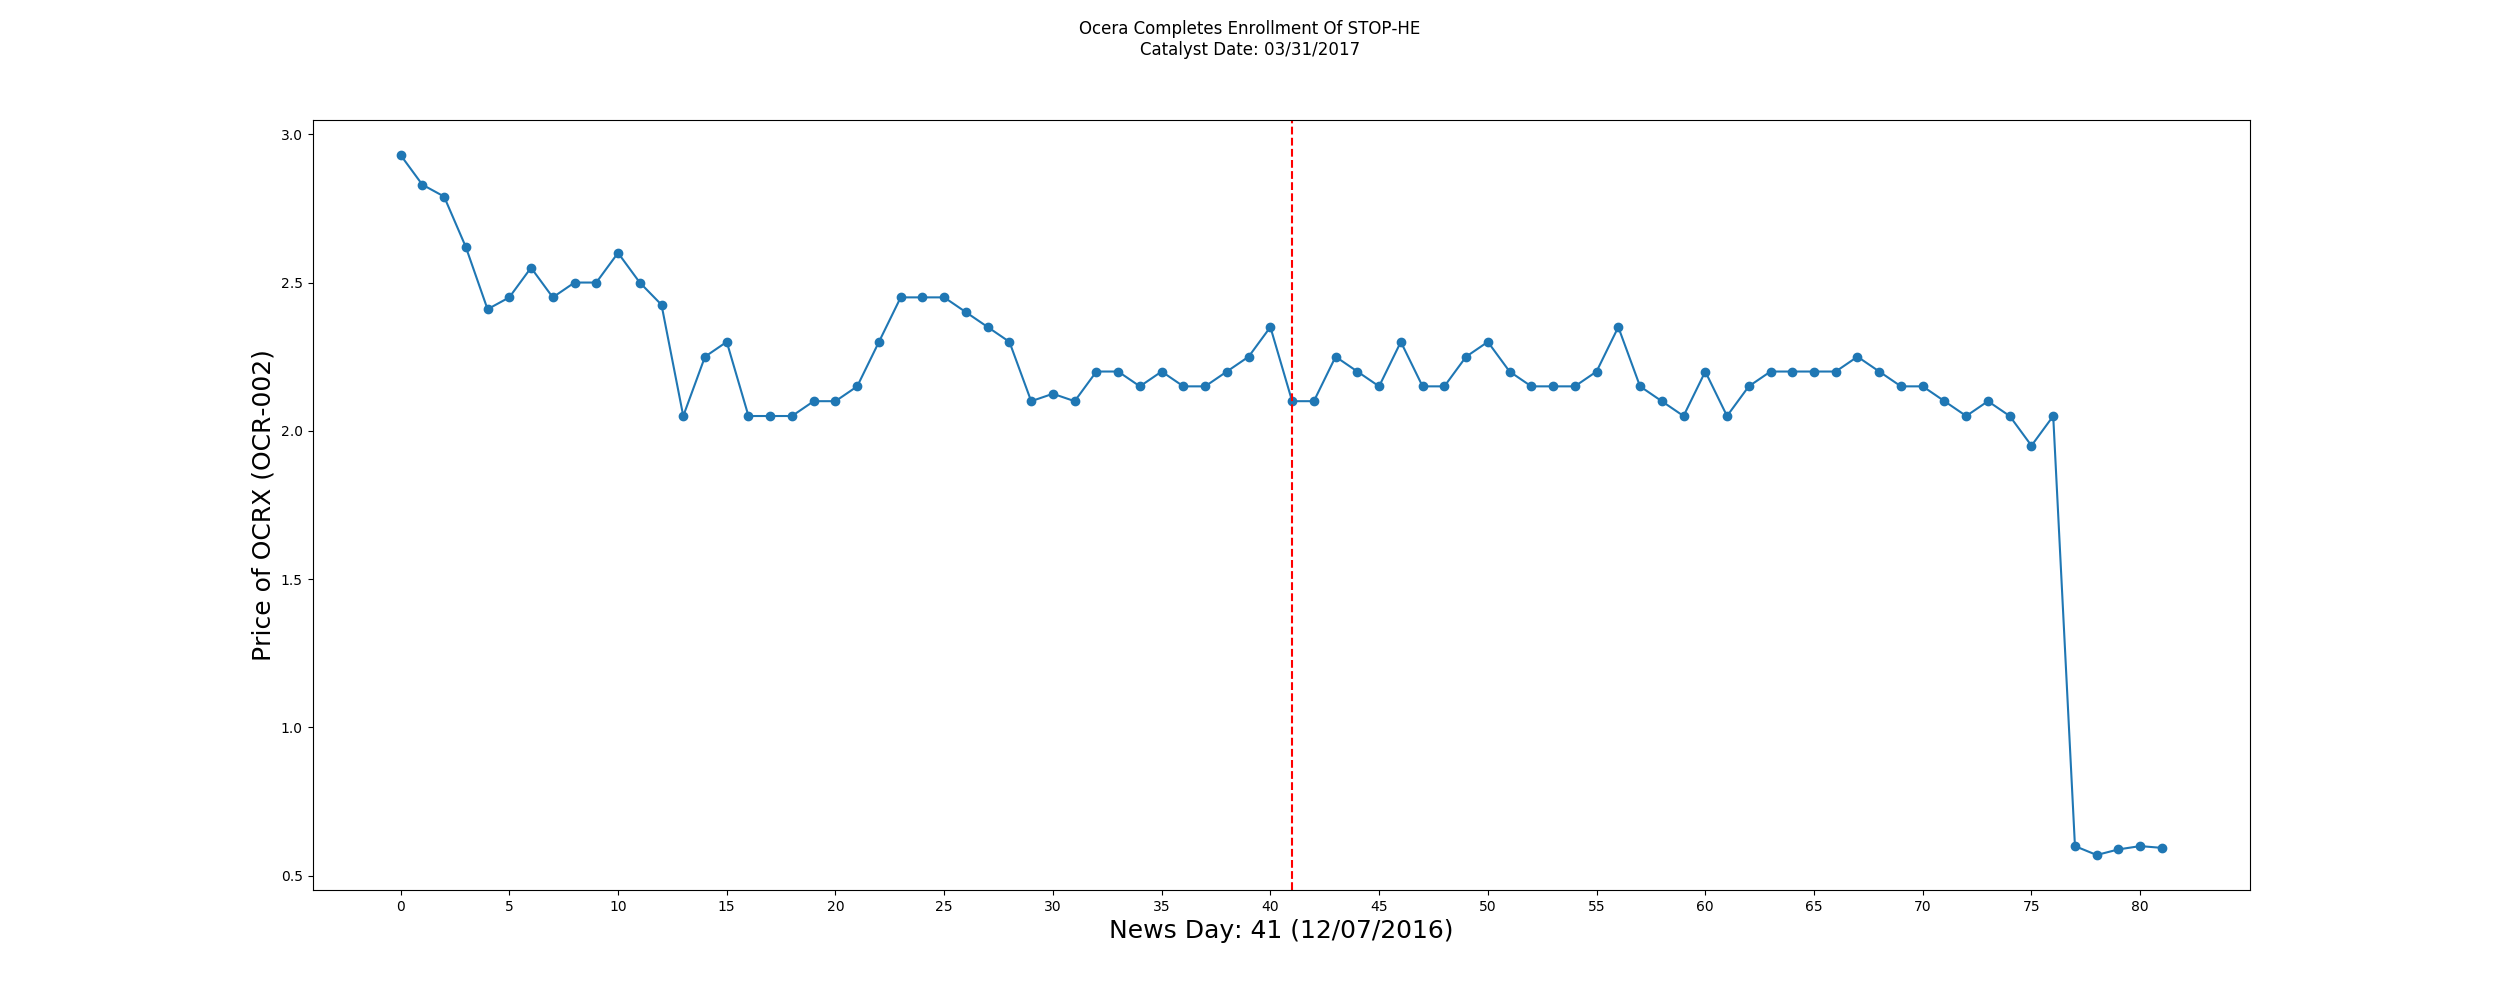 Ocera Completes Enrollment Of STOP-HE
Catalyst Date: 03/31/2017
Price of OCRX (OCR-002)
3.0
2.5
2.0
1.5
1.0
0.5
0 5 10 15 20 25 30 35 40 45 50 55 60 65 70 75 80
News Day: 41 (12/07/2016)